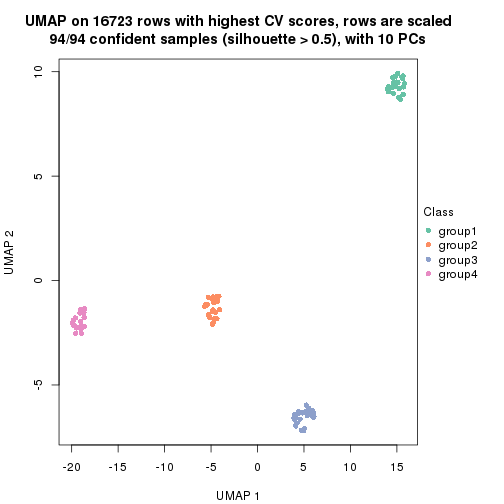 UMAP on 16723 rows with highest CV scores, rows are scaled
94/94 confident samples (silhouette > 0.5), with 10 PCs
10
5
0
-5
UMAP 2
-20
-15
-10
-5
0
5
10
15
UMAP 1
Class
group1
group2
group3
group4